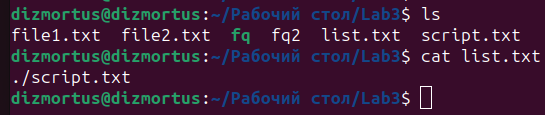 dizmortus@dizmortus:~/Рабочий стол/Lab3$ ls
file1.txt  file2.txt  fq  fq2  list.txt  script.txt
dizmortus@dizmortus:~/Рабочий стол/Lab3$ cat list.txt
./script.txt
dizmortus@dizmortus:~/Рабочий стол/Lab3$